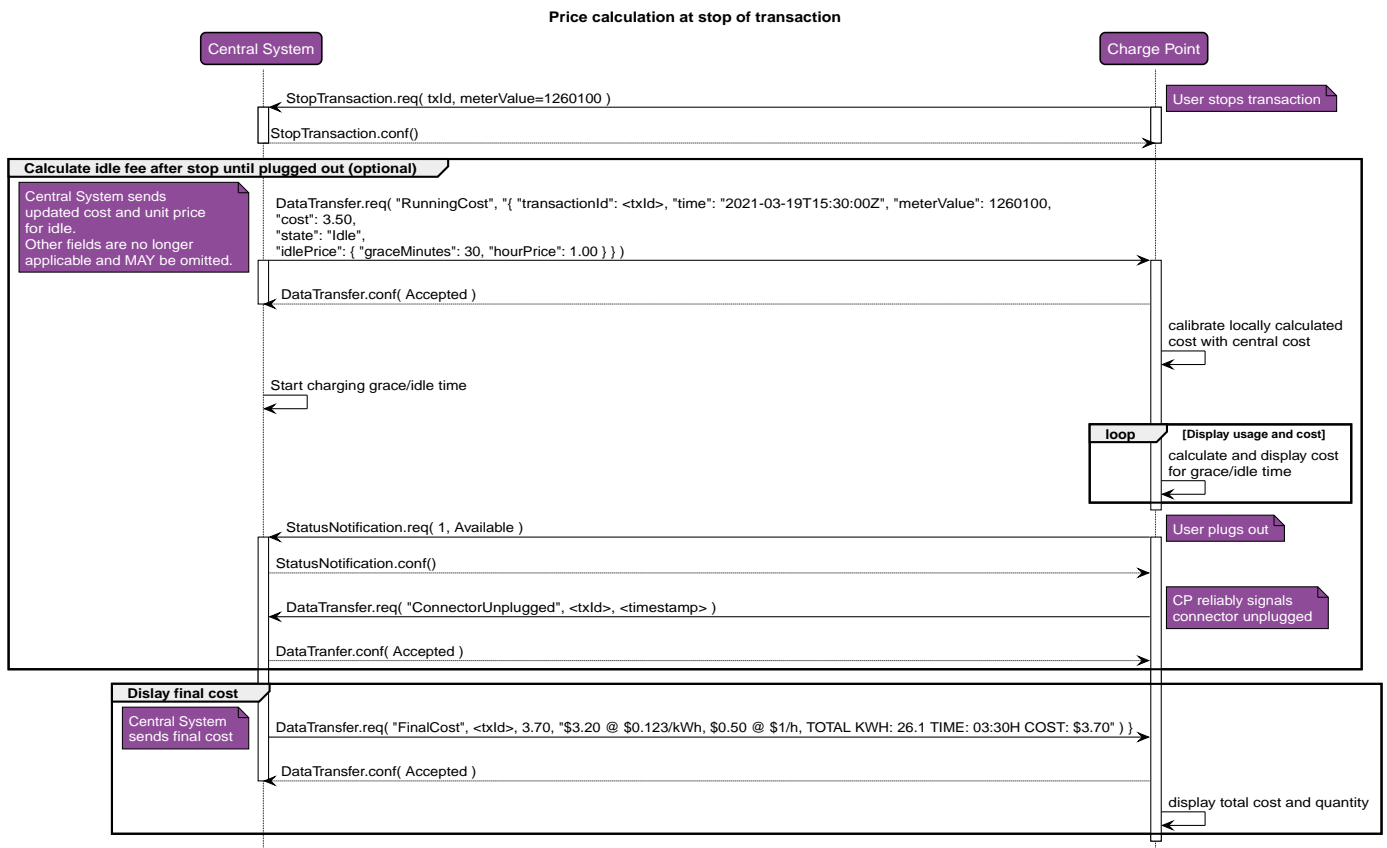 Price calculation at stop of transaction
Central System
Charge Point
StopTransaction.req( txId, meterValue=1260100 )
User stops transaction
StopTransaction.conf()
Calculate idle fee after stop until plugged out (optional)
Central System sends
updated cost and unit price
for idle.
Other fields are no longer
applicable and MAY be omitted.
DataTransfer.req( "RunningCost", "{ "transactionId": <txId>, "time": "2021-03-19T15:30:00Z", "meterValue": 1260100,
"cost": 3.50,
"state": "Idle",
"idlePrice": { "graceMinutes": 30, "hourPrice": 1.00 } } )
DataTransfer.conf( Accepted )
calibrate locally calculated
cost with central cost
Start charging grace/idle time
loop
[Display usage and cost]
calculate and display cost
for grace/idle time
StatusNotification.req( 1, Available )
User plugs out
StatusNotification.conf()
DataTransfer.req( "ConnectorUnplugged", <txId>, <timestamp> )
CP reliably signals
connector unplugged
DataTranfer.conf( Accepted )
Dislay final cost
Central System
sends final cost
DataTransfer.req( "FinalCost", <txId>, 3.70, "$3.20 @ $0.123/kWh, $0.50 @ $1/h, TOTAL KWH: 26.1 TIME: 03:30H COST: $3.70" ) }
DataTransfer.conf( Accepted )
display total cost and quantity